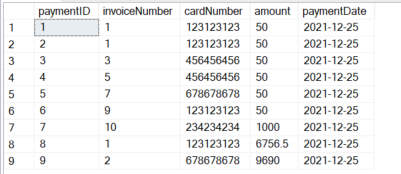 paymentID invoiceNumber cardNumber amount paymentDate
1 1 1 123123123 50 2021-12-25
2 2 1 123123123 50 2021-12-25
3 3 3 456456456 50 2021-12-25
4 4 5 456456456 50 2021-12-25
5 5 7 678678678 50 2021-12-25
6 6 9 123123123 50 2021-12-25
7 7 10 234234234 1000 2021-12-25
8 8 1 123123123 6756.5 2021-12-25
9 9 2 678678678 9690 2021-12-25